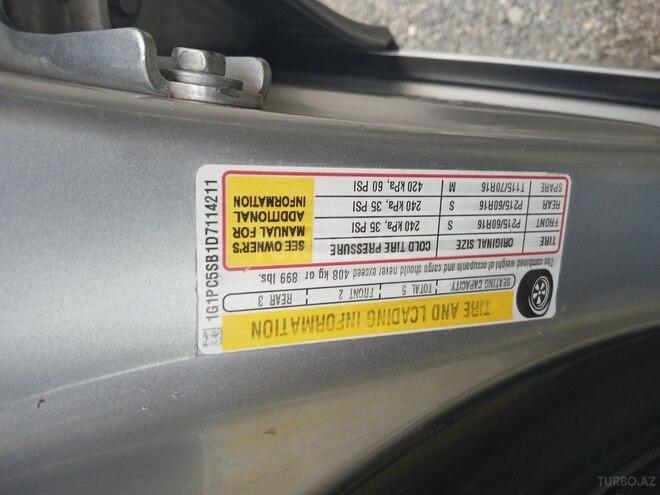 TIRE AND LOADING INFORMATION
SEATING CAPACITY TOTAL 5 FRONT 2 REAR 3
The combined weight of occupants and cargo should never exceed 408 kg or 899 lbs.
TIRE ORIGINAL SIZE COLD TIRE PRESSURE
FRONT P215/60R16 S 240 kPa, 35 PSI
REAR P215/60R16 S 240 kPa, 35 PSI
SPARE T115/70R16 M 420 kPa, 60 PSI
SEE OWNER'S
MANUAL FOR
ADDITIONAL
INFORMATION
1G1PC5SB1D7114211
TURBO.AZ